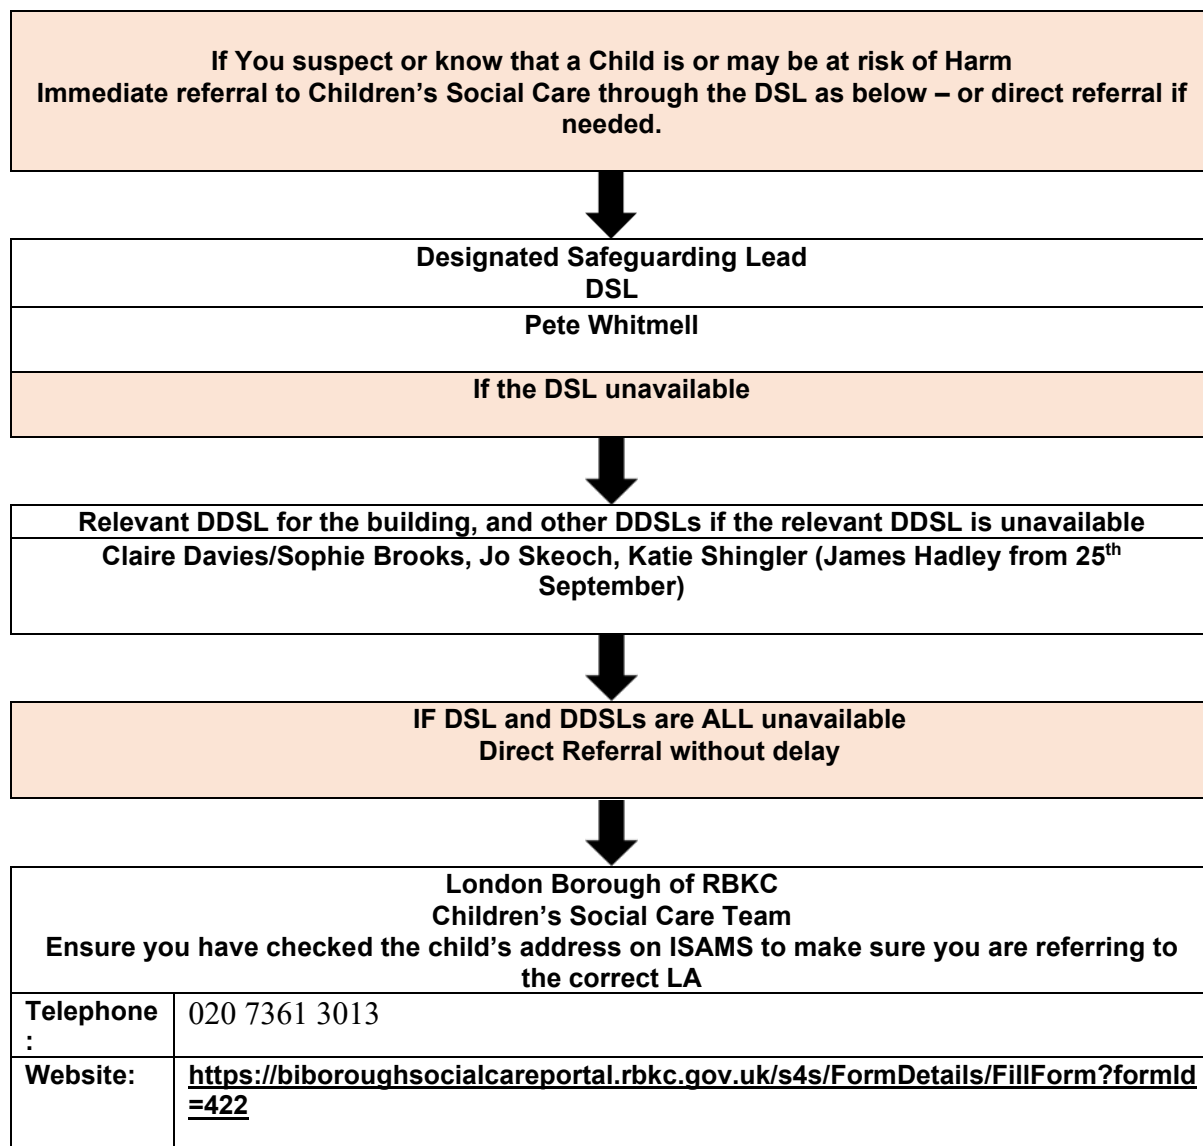 If You suspect or know that a Child is or may be at risk of Harm
Immediate referral to Children's Social Care through the DSL as below – or direct referral if
needed.
Designated Safeguarding Lead
DSL
Pete Whitmell
If the DSL unavailable
Relevant DDSL for the building, and other DDSLs if the relevant DDSL is unavailable
Claire Davies/Sophie Brooks, Jo Skeoch, Katie Shingler (James Hadley from 25th
September)
IF DSL and DDSLs are ALL unavailable
Direct Referral without delay
London Borough of RBKC
Children's Social Care Team
Ensure you have checked the child's address on ISAMS to make sure you are referring to
the correct LA
Telephone
:
020 7361 3013
Website:
https://biboroughsocialcareportal.rbkc.gov.uk/s4s/FormDetails/FillForm?formId
=422